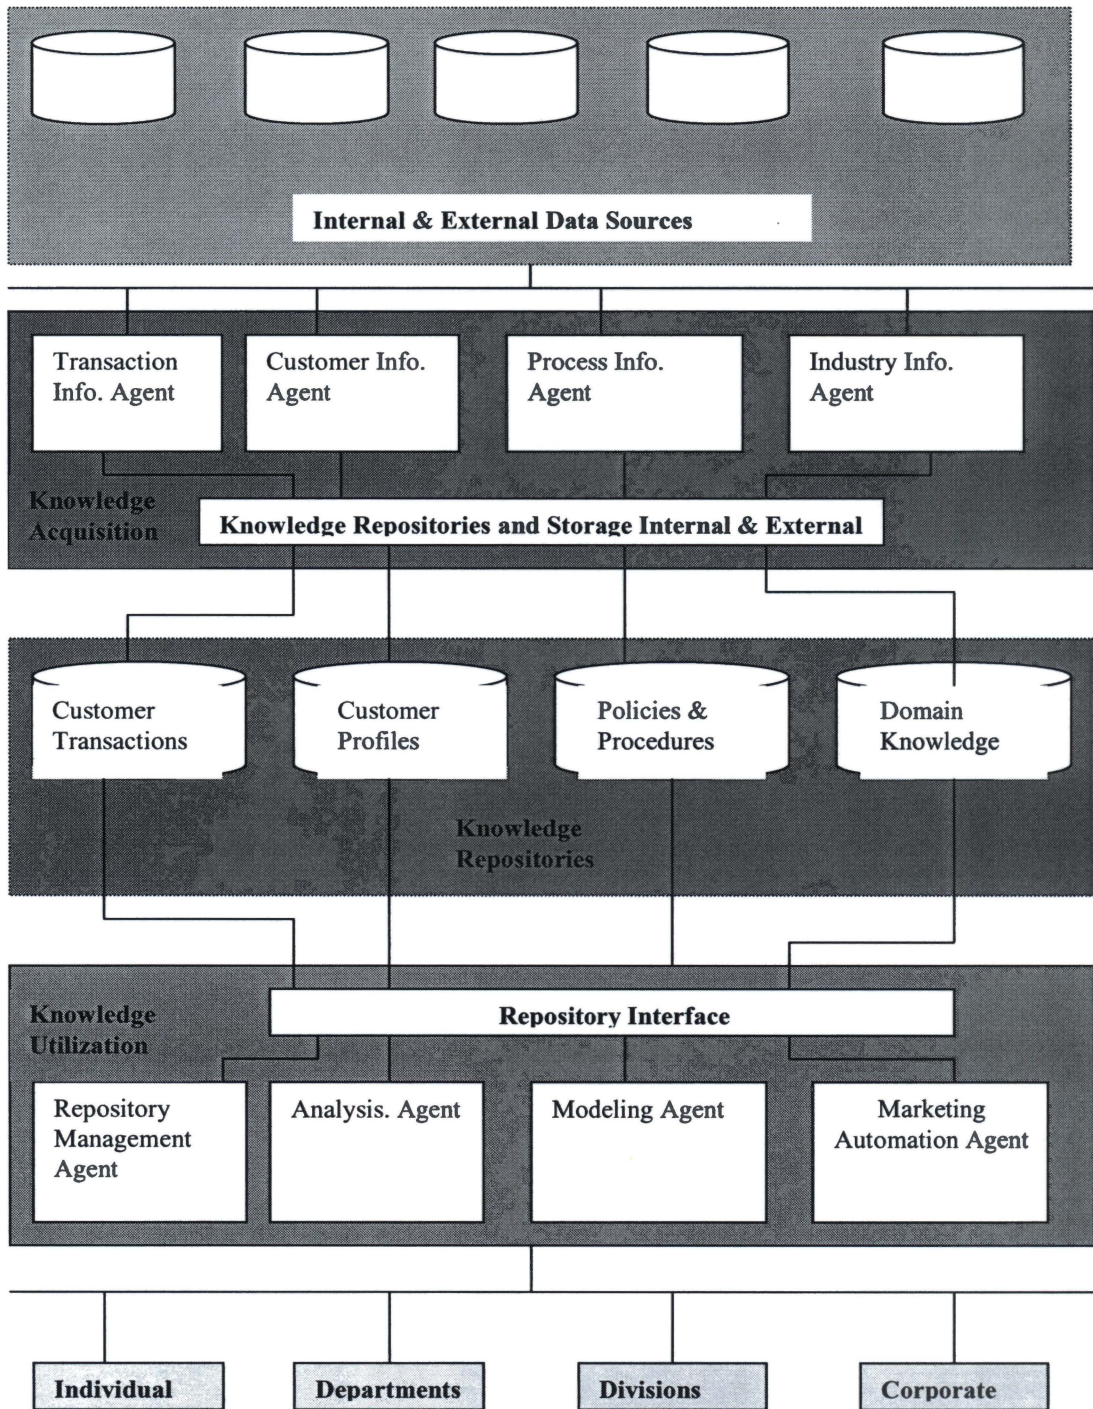 Internal & External Data Sources
Transaction
Info. Agent
Customer Info.
Agent
Process Info.
Agent
Industry Info.
Agent
Knowledge
Acquisition
Knowledge Repositories and Storage Internal & External
Customer
Transactions
Customer
Profiles
Policies &
Procedures
Domain
Knowledge
Knowledge
Repositories
Knowledge
Utilization
Repository Interface
Repository
Management
Agent
Analysis. Agent
Modeling Agent
Marketing
Automation Agent
Individual
Departments
Divisions
Corporate